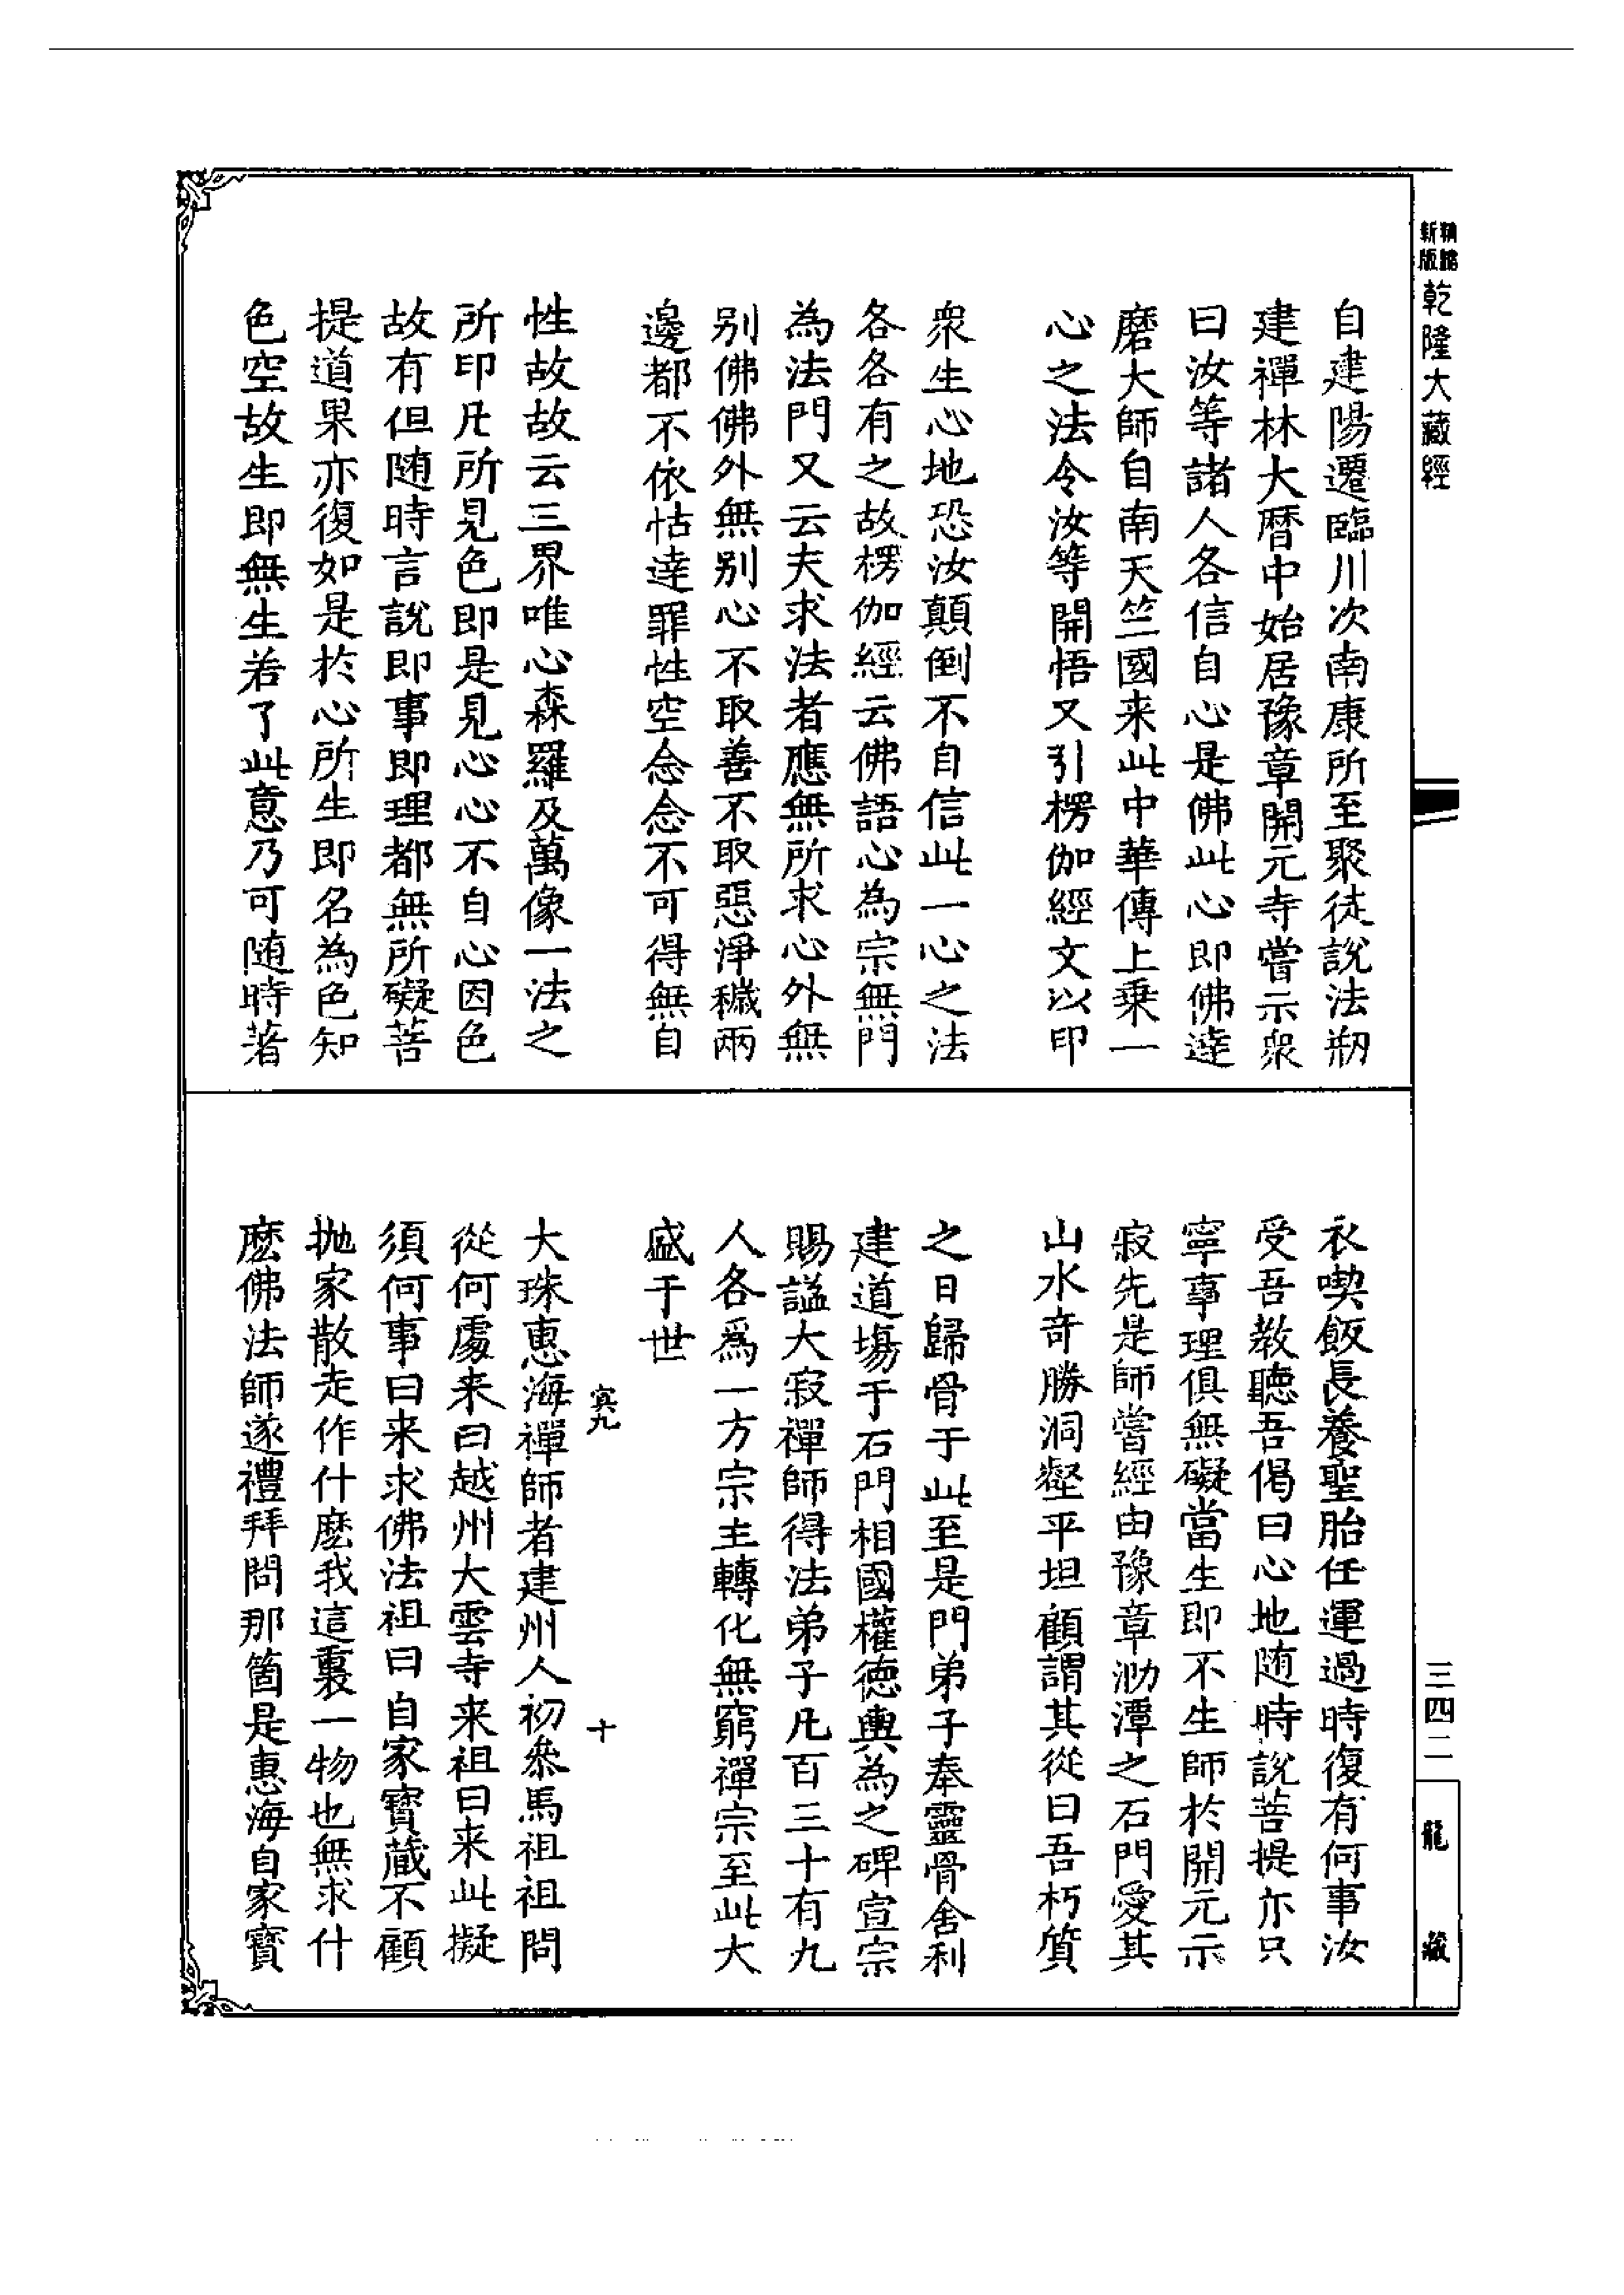 新版
精縮
乾隆大藏經
自建陽遷臨川次南康所至聚徒說法剏
建禪林大曆中始居豫章開元寺嘗示衆
曰汝等諸人各信自心是佛此心即佛達
磨大師自南天竺國来此中華傳上乗一
心之法令汝等開悟又引楞伽經文以印
衆生心地恐汝顛倒不自信此一心之法
各各有之故楞伽經云佛語心為宗無門
為法門又云夫求法者應無所求心外無
別佛佛外無別心不取善不取惡淨穢兩
邊都不依怙達罪性空念念不可得無自
性故故云三界唯心森羅及萬像一法之
所印凡所見色即是見心心不自心因色
故有但随時言說即事即理都無所礙菩
提道果亦復如是於心所生即名為色知
色空故生即無生若了此意乃可随時著
衣喫飯長養聖胎任運過時復有何事汝
受吾教聽吾偈曰心地随時說菩提亦只
寧事理俱無礙當生即不生師於開元示
寂先是師嘗經由豫章泐潭之石門愛其
山水奇勝洞壑平坦顧謂其從曰吾朽質
之日歸骨于此至是門弟子奉靈骨舍利
建道場于石門相國權德輿為之碑宣宗
賜謚大寂禪師得法弟子凡百三十有九
人各爲一方宗主轉化無窮禪宗至此大
盛于世
寘九
十
大珠惠海禪師者建州人初叅馬祖祖問
從何處来曰越州大雲寺来祖曰来此擬
須何事曰来求佛法祖曰自家寶蔵不顧
抛家散走作什麽我這裏一物也無求什
麽佛法師遂禮拜問那箇是惠海自家寶
三四二
龍藏